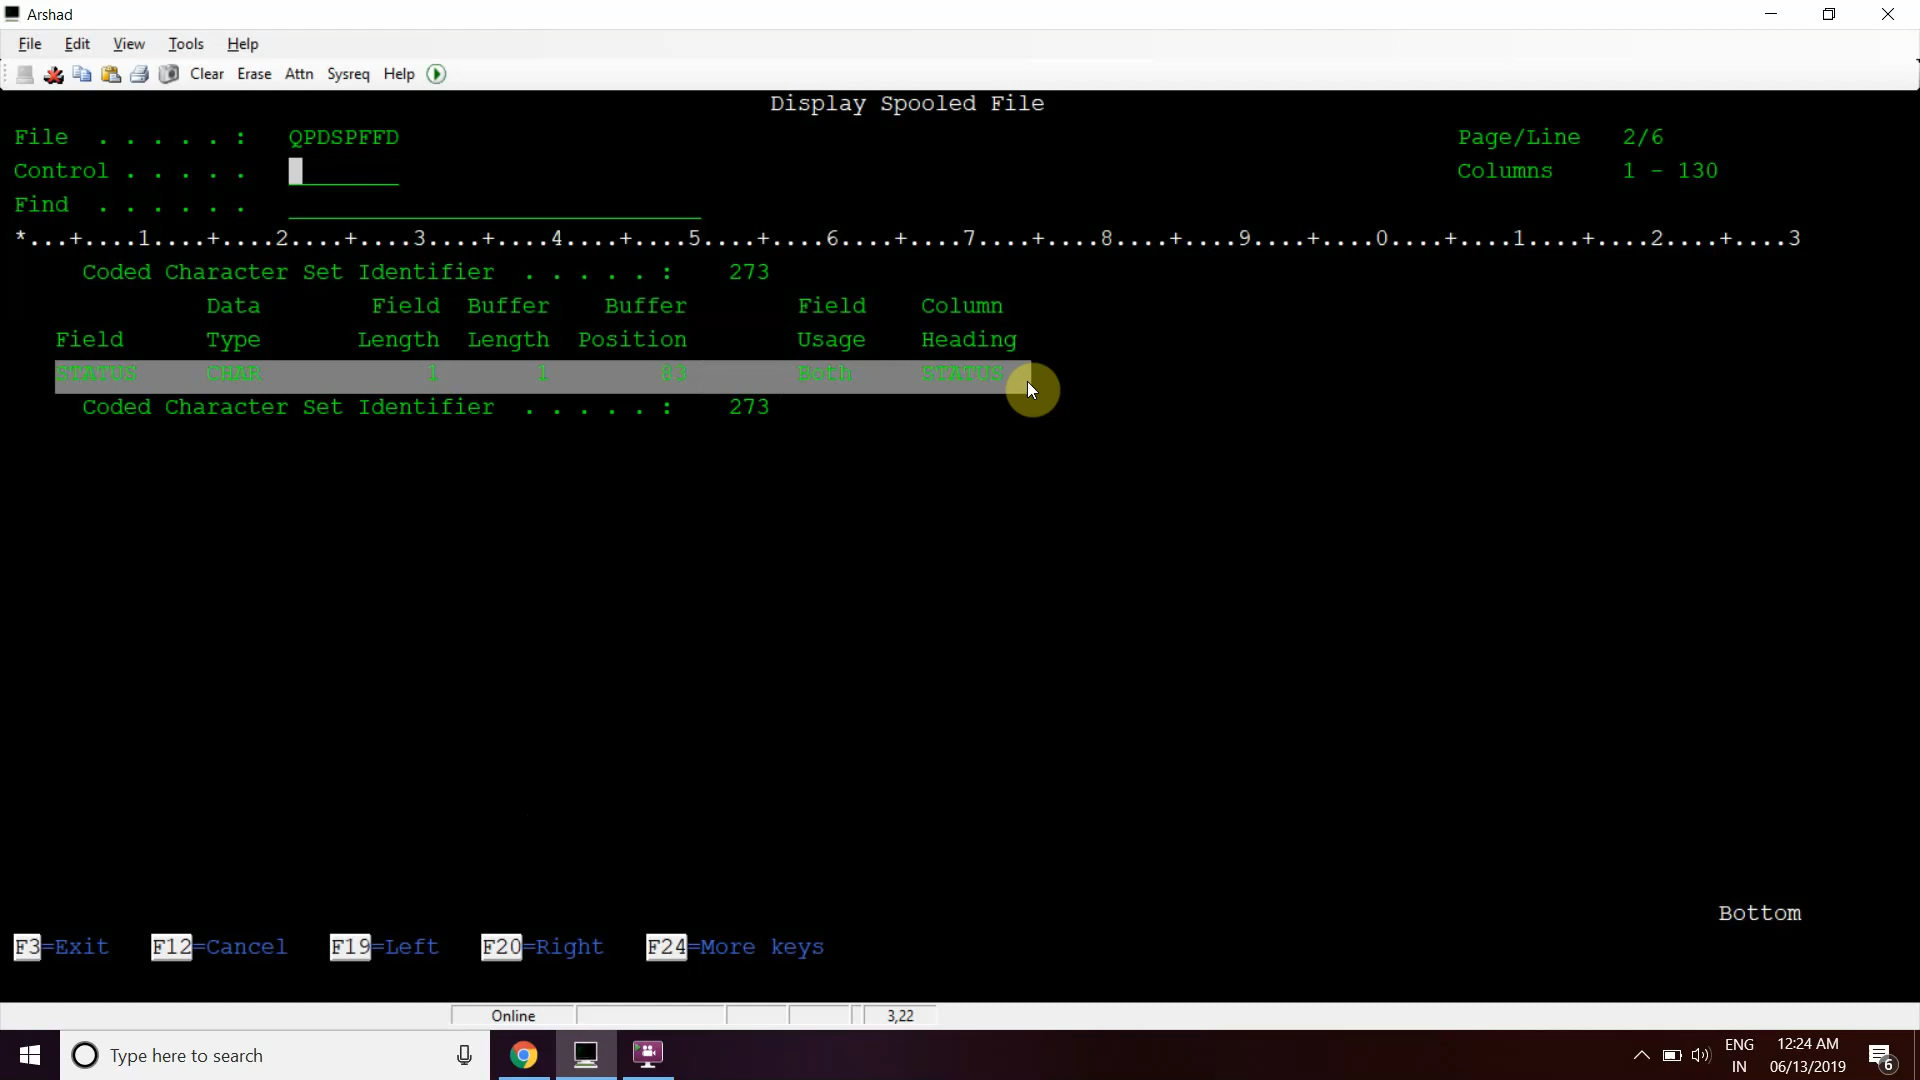 Arshad
File Edit View Tools Help
Clear Erase Attn Sysreq Help
Display Spooled File
File . . . . . : QPDSPFFD Page/Line 2/6
Control . . . . . Columns 1 - 130
Find . . . . . .
*...+....1....+....2....+....3....+....4....+....5....+....6....+....7....+....8....+....9....+....0....+....1....+....2....+....3
Coded Character Set Identifier . . . . . : 273
Data Field Buffer Buffer Field Column
Field Type Length Length Position Usage Heading
STATUS CHAR 1 1 83 Both STATUS
Coded Character Set Identifier . . . . . : 273
Bottom
F3=Exit F12=Cancel F19=Left F20=Right F24=More keys
Online 3,22
Type here to search ENG 12:24 AM
IN 06/13/2019 6